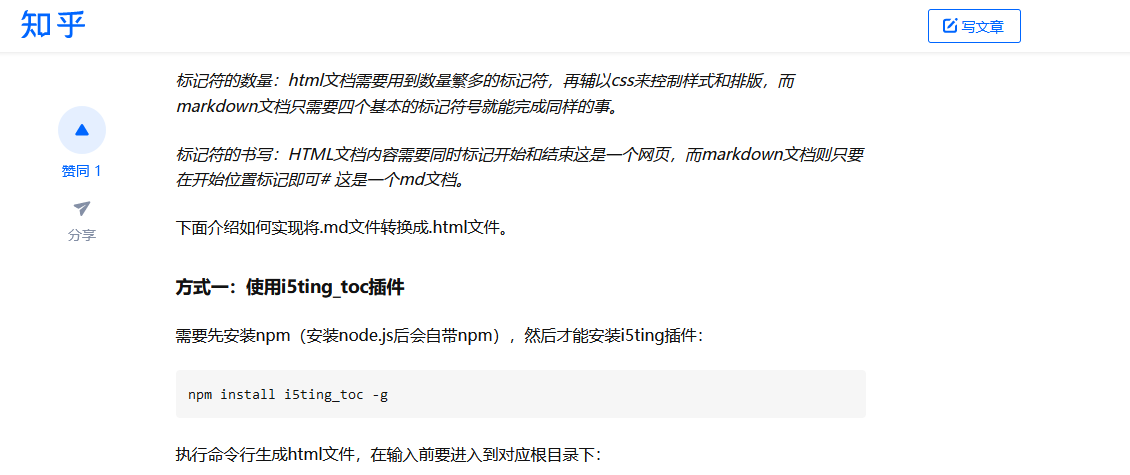 知乎
写文章
标记符的数量：html文档需要用到数量繁多的标记符，再辅以css来控制样式和排版，而
markdown文档只需要四个基本的标记符号就能完成同样的事。
赞同 1
标记符的书写：HTML文档内容需要同时标记开始和结束这是一个网页，而markdown文档则只要
在开始位置标记即可# 这是一个md文档。
分享
下面介绍如何实现将.md文件转换成.html文件。
方式一：使用i5ting_toc插件
需要先安装npm（安装node.js后会自带npm），然后才能安装i5ting插件：
npm install i5ting_toc -g
执行命令行生成html文件，在输入前要进入到对应根目录下：